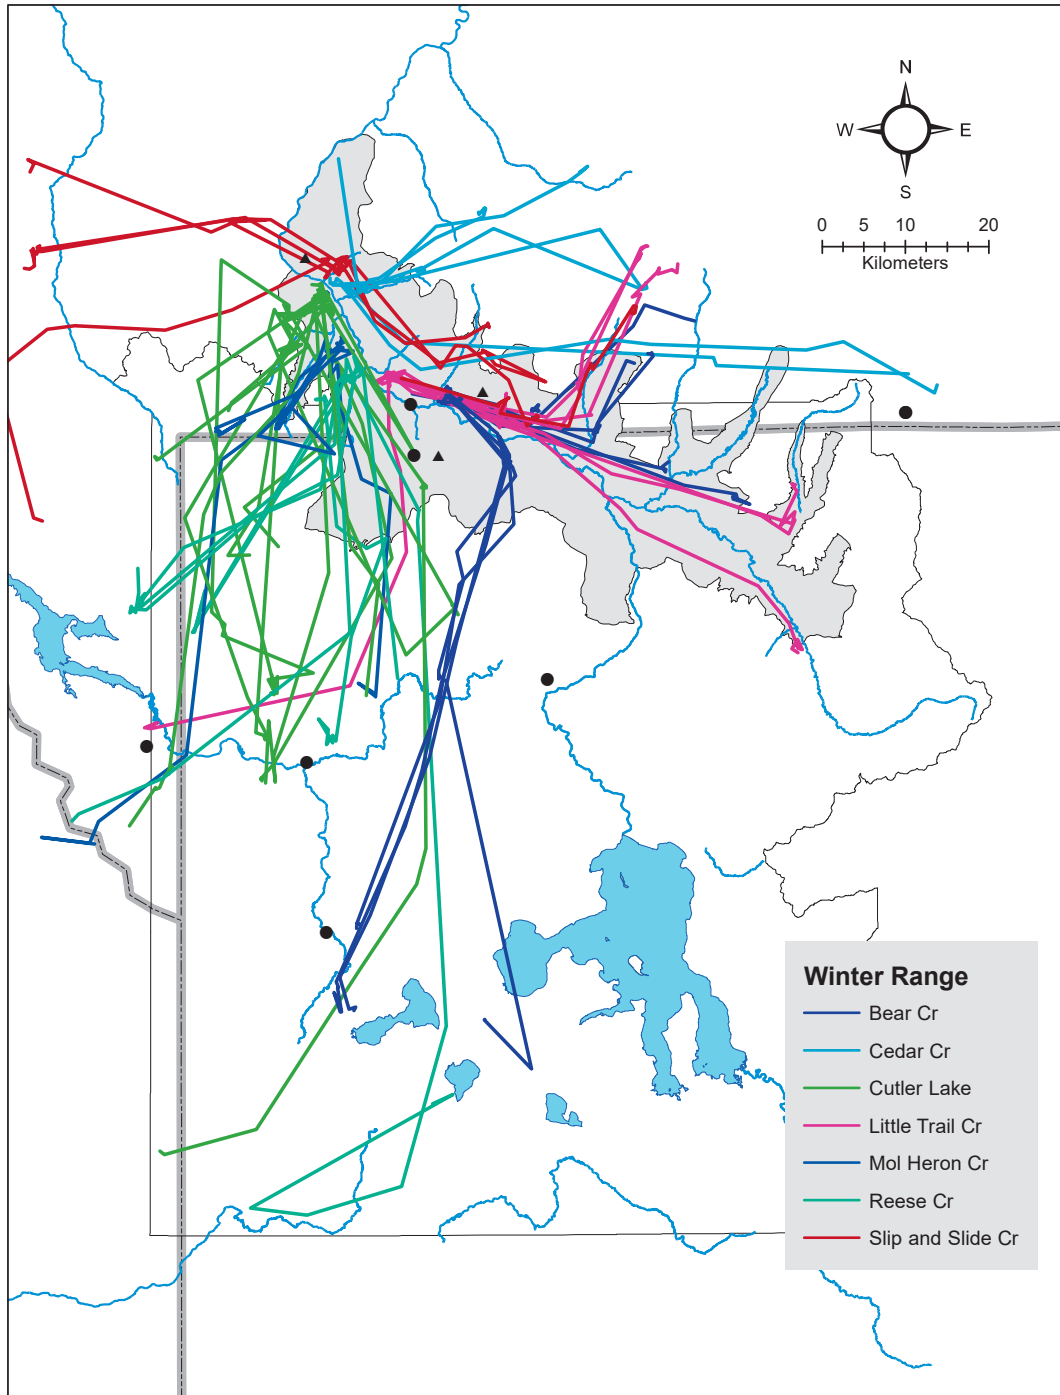 N
W E
S
0 5 10 20
Kilometers
Winter Range
Bear Cr
Cedar Cr
Cutler Lake
Little Trail Cr
Mol Heron Cr
Reese Cr
Slip and Slide Cr